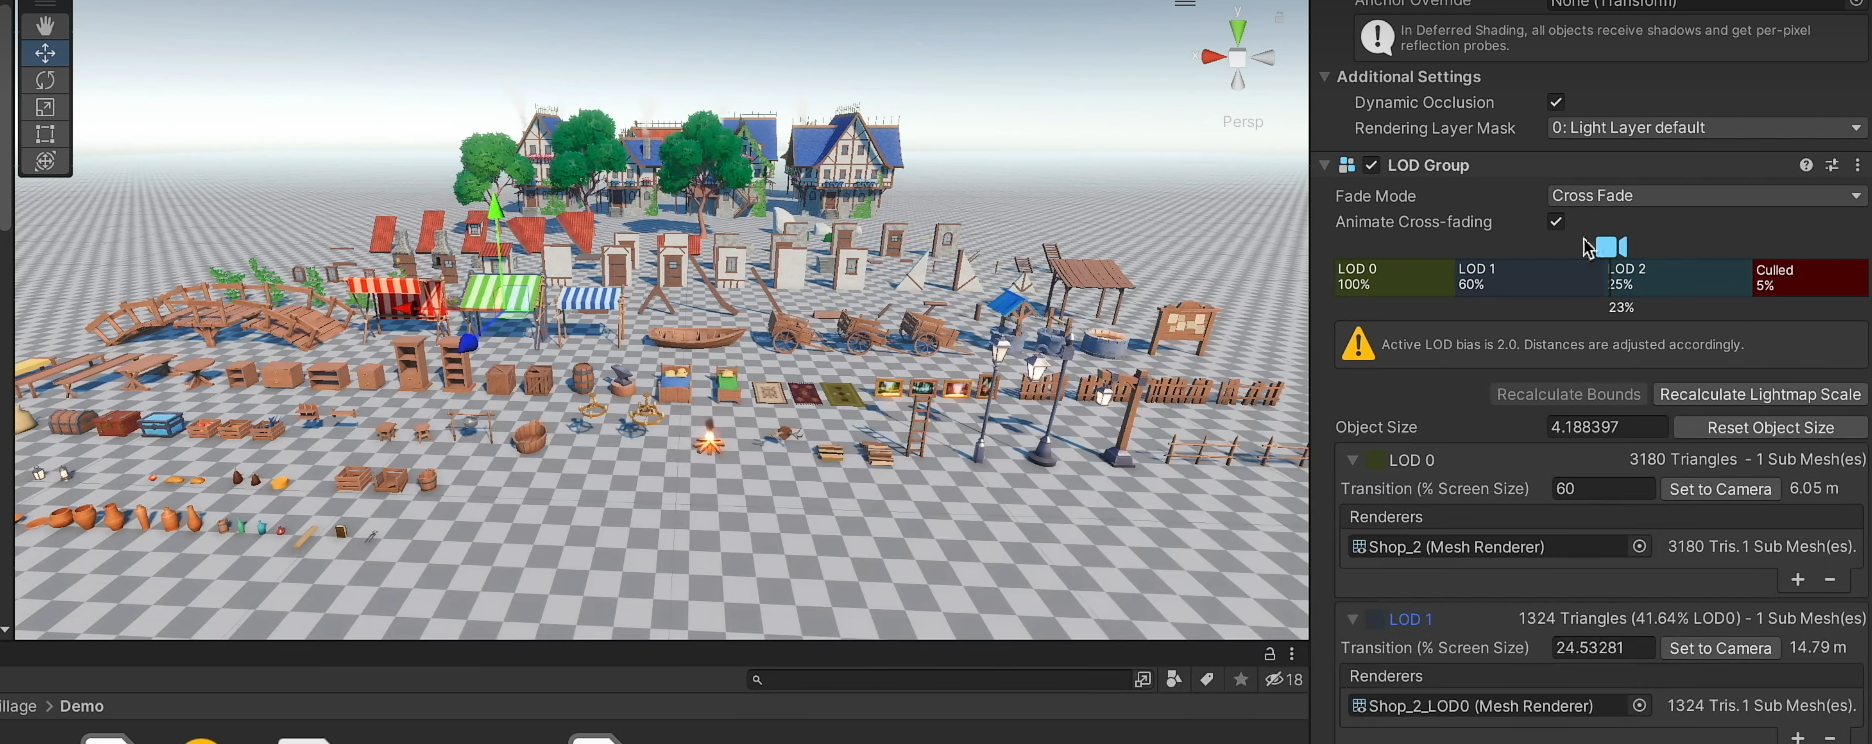 Anchor Override
None (Transform)
In Deferred Shading, all objects receive shadows and get per-pixel
reflection probes.
Additional Settings
Dynamic Occlusion
Rendering Layer Mask
0: Light Layer default
LOD Group
Fade Mode
Cross Fade
Animate Cross-fading
LOD 0
100%
LOD 1
60%
LOD 2
25%
Culled
5%
23%
Active LOD bias is 2.0. Distances are adjusted accordingly.
Recalculate Bounds
Recalculate Lightmap Scale
Object Size
4.188397
Reset Object Size
LOD 0
3180 Triangles - 1 Sub Mesh(es)
Transition (% Screen Size)
60
Set to Camera
6.05 m
Renderers
Shop_2 (Mesh Renderer)
3180 Tris.1 Sub Mesh(es).
LOD 1
1324 Triangles (41.64% LOD0) - 1 Sub Mesh(es)
Transition (% Screen Size)
24.53281
Set to Camera
14.79 m
Renderers
Shop_2_LOD0 (Mesh Renderer)
1324 Tris.1 Sub Mesh(es).
y
x
Persp
18
illage > Demo